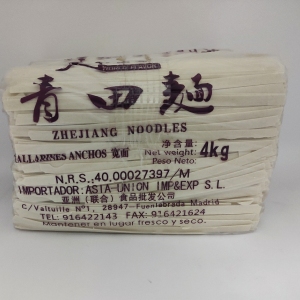 青田麵
ZHEJIANG NOODLES
TALLARINES ANCHOS 宽面
净含量:
Net weight: 4kg
Peso Neto:
N.R.S.:40.00027397/M
IMPORTADOR:ASIA UNION IMP&EXP S.L.
亚洲(联合)食品批发公司
C/Valtuille Nº1, 28947-Fuenlabrada Madrid
TEL: 916422143 FAX: 916421624
Mantener en lugar fresco y seco.